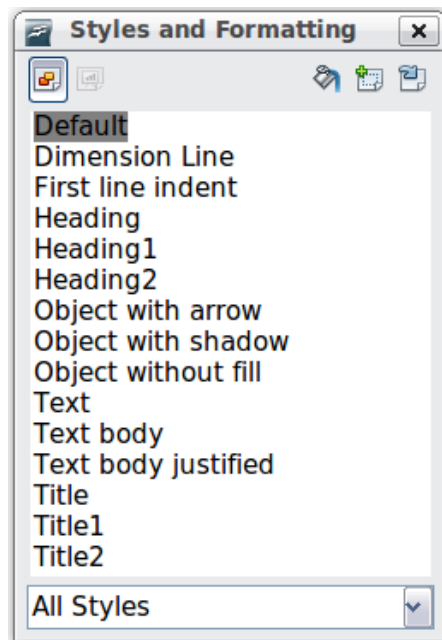 Styles and Formatting
Default
Dimension Line
First line indent
Heading
Heading1
Heading2
Object with arrow
Object with shadow
Object without fill
Text
Text body
Text body justified
Title
Title1
Title2
All Styles